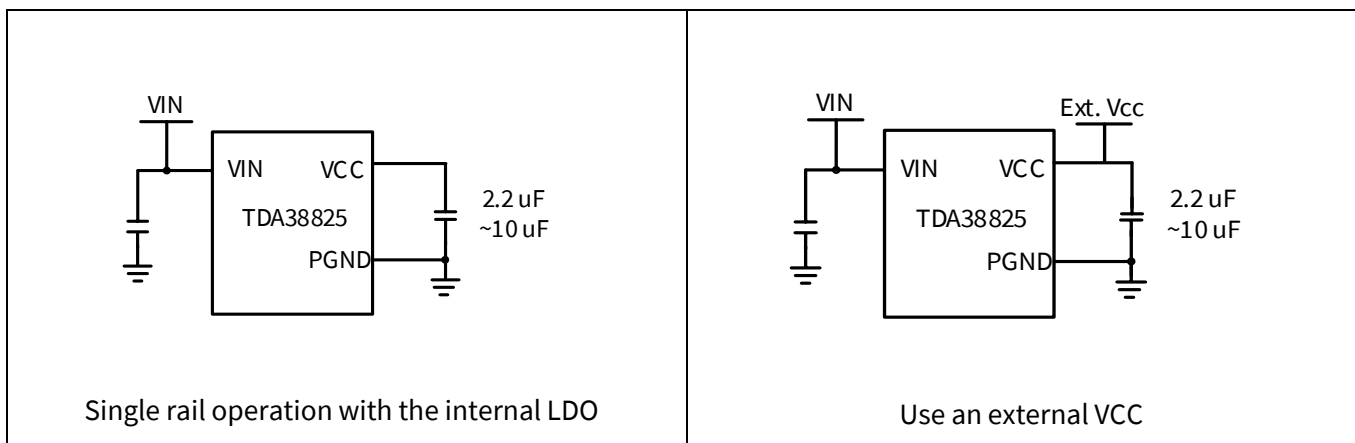 VIN
VIN
VCC
TDA38825
PGND
2.2 uF
~10 uF
Single rail operation with the internal LDO
VIN
Ext. Vcc
VIN
VCC
TDA38825
PGND
2.2 uF
~10 uF
Use an external VCC